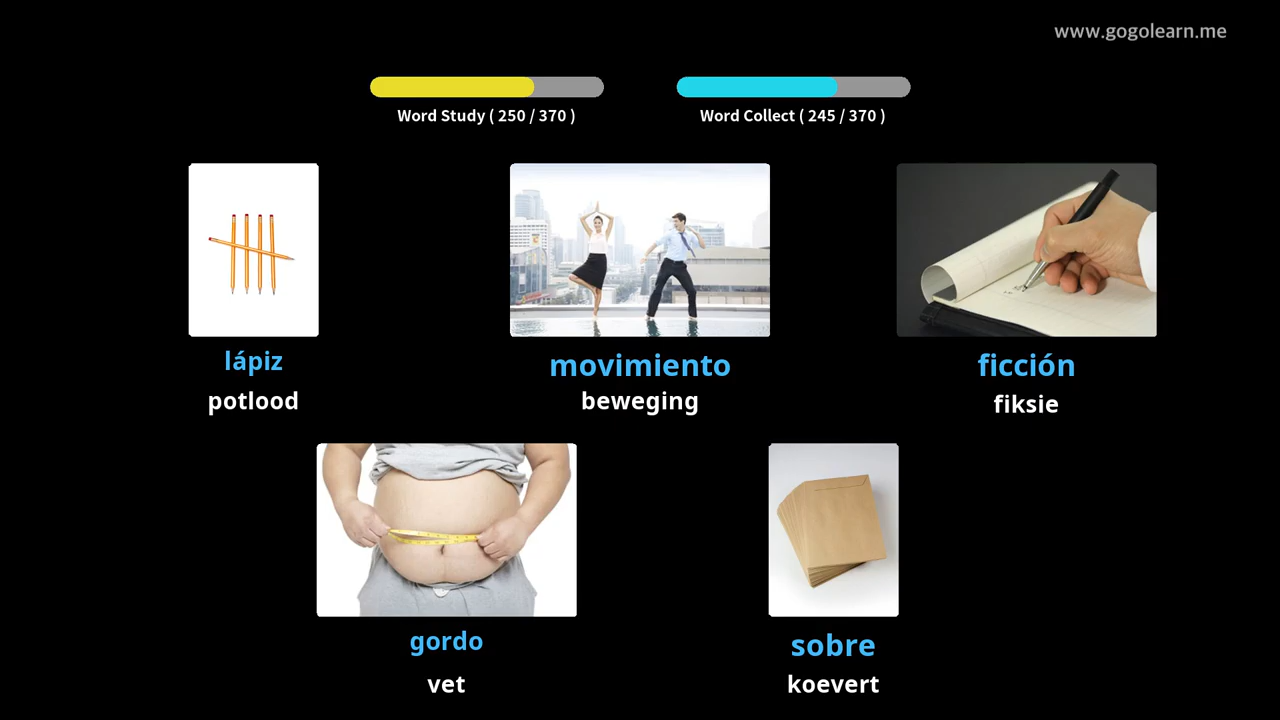 www.gogolearn.me
Word Study ( 250 / 370 )
Word Collect ( 245 / 370 )
lápiz
potlood
movimiento
beweging
ficción
fiksie
gordo
vet
sobre
koevert